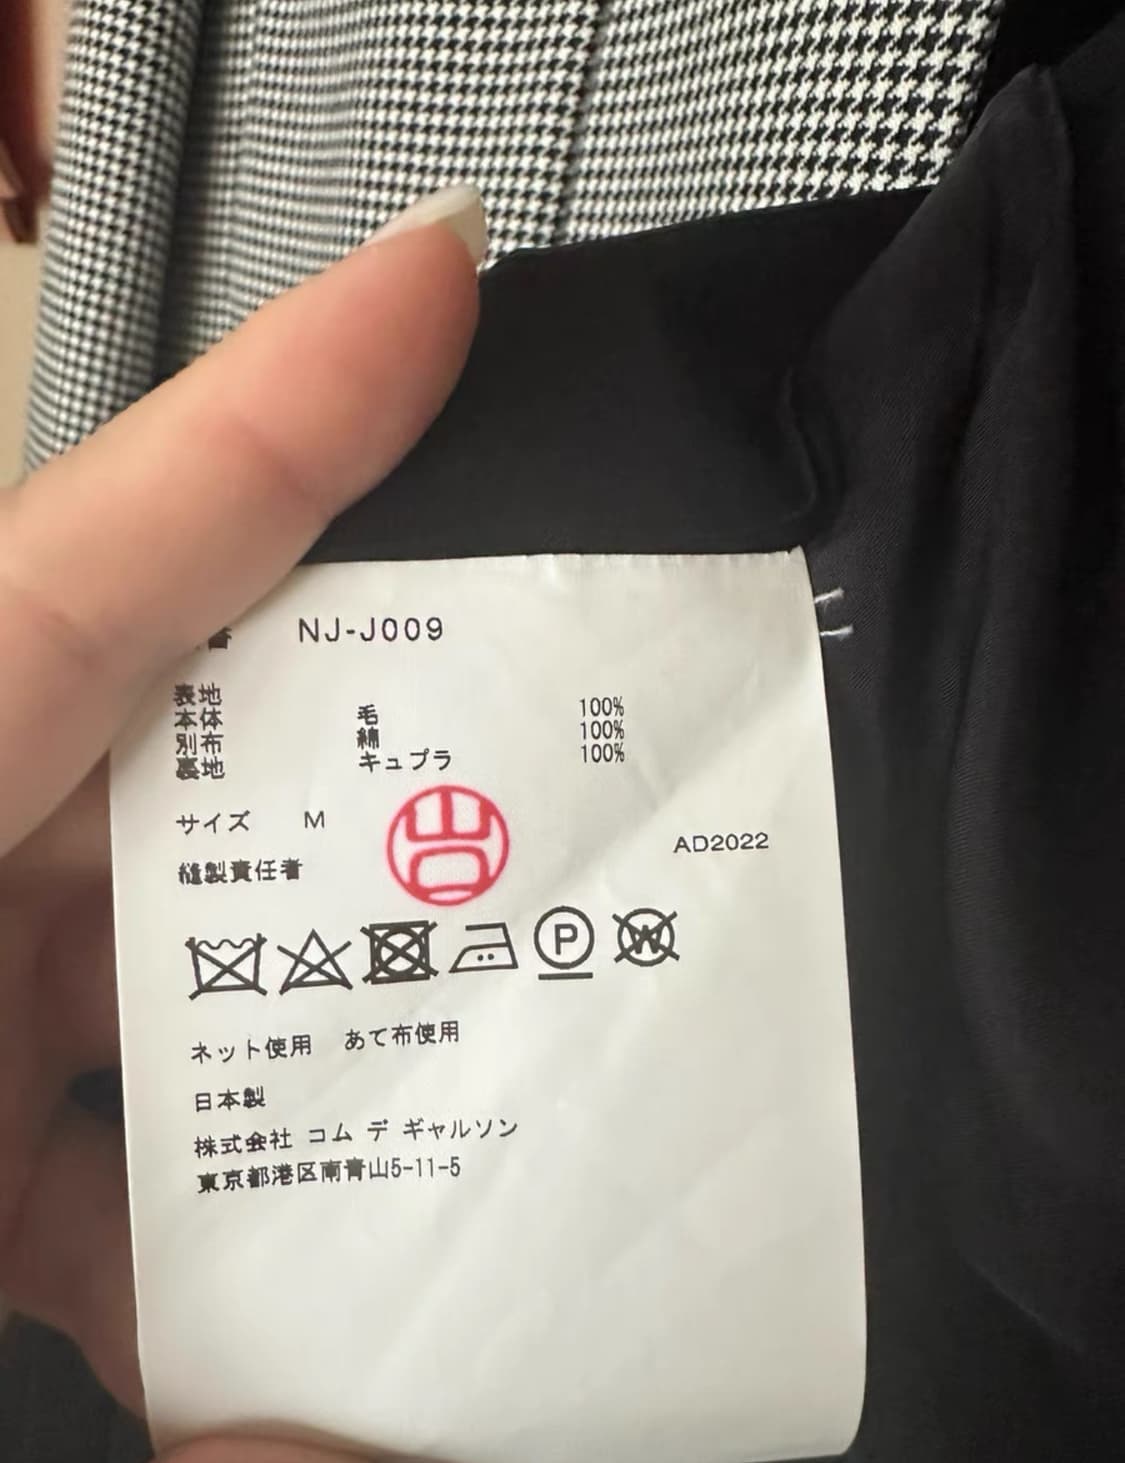 番 NJ-J009
表地
本体 毛 100%
別布 綿 100%
裏地 キュプラ 100%
サイズ M
AD2022
縫製責任者
P
W
ネット使用 あて布使用
日本製
株式会社 コム デ ギャルソン
東京都港区南青山5-11-5